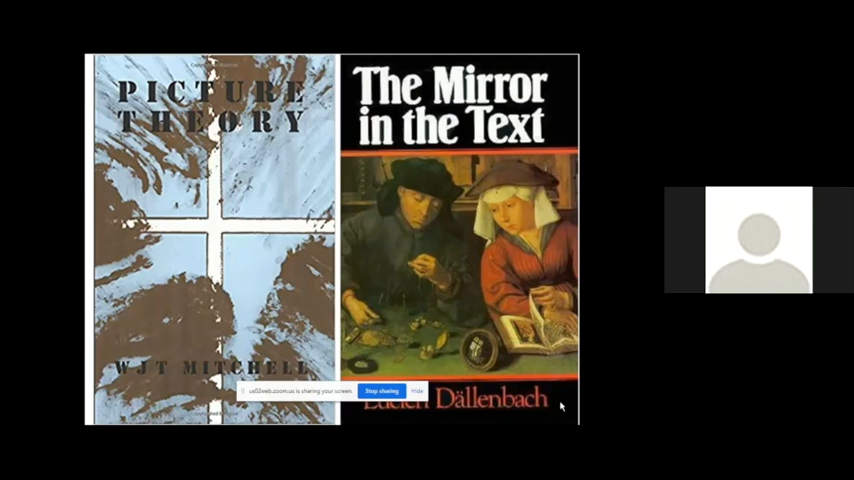 PICTURE
THEORY
WJT MITCHELL
The Mirror
in the Text
us02web.zoom.us is sharing your screen.
Stop sharing
Hide
Dällenbach